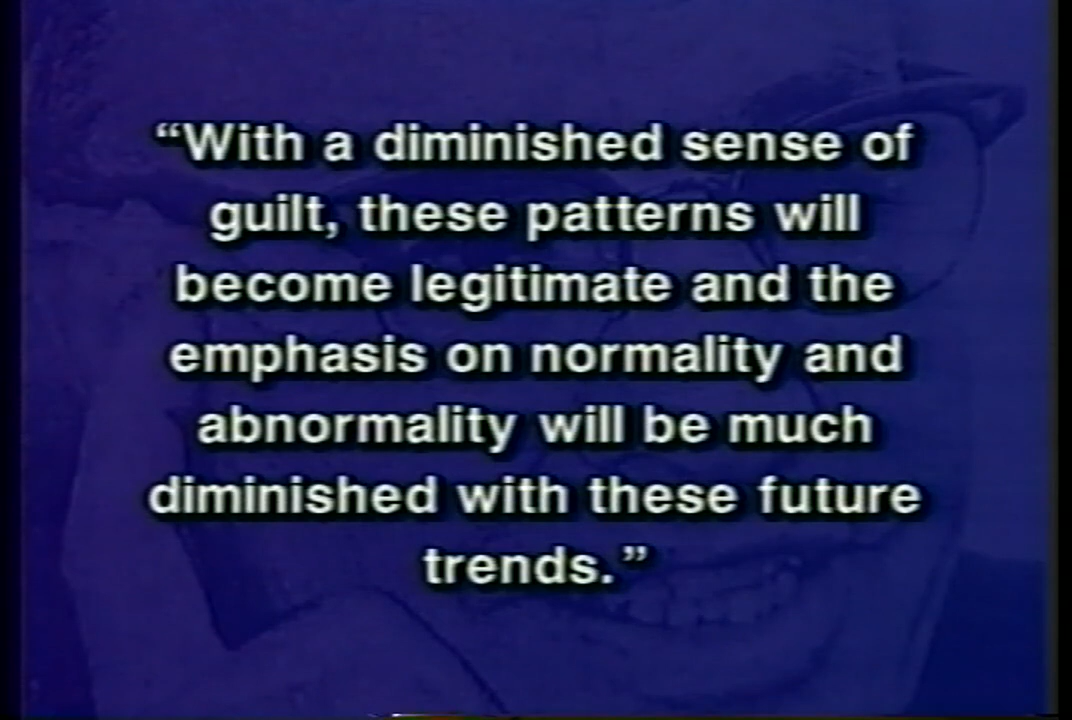 “With a diminished sense of
guilt, these patterns will
become legitimate and the
emphasis on normality and
abnormality will be much
diminished with these future
trends.”